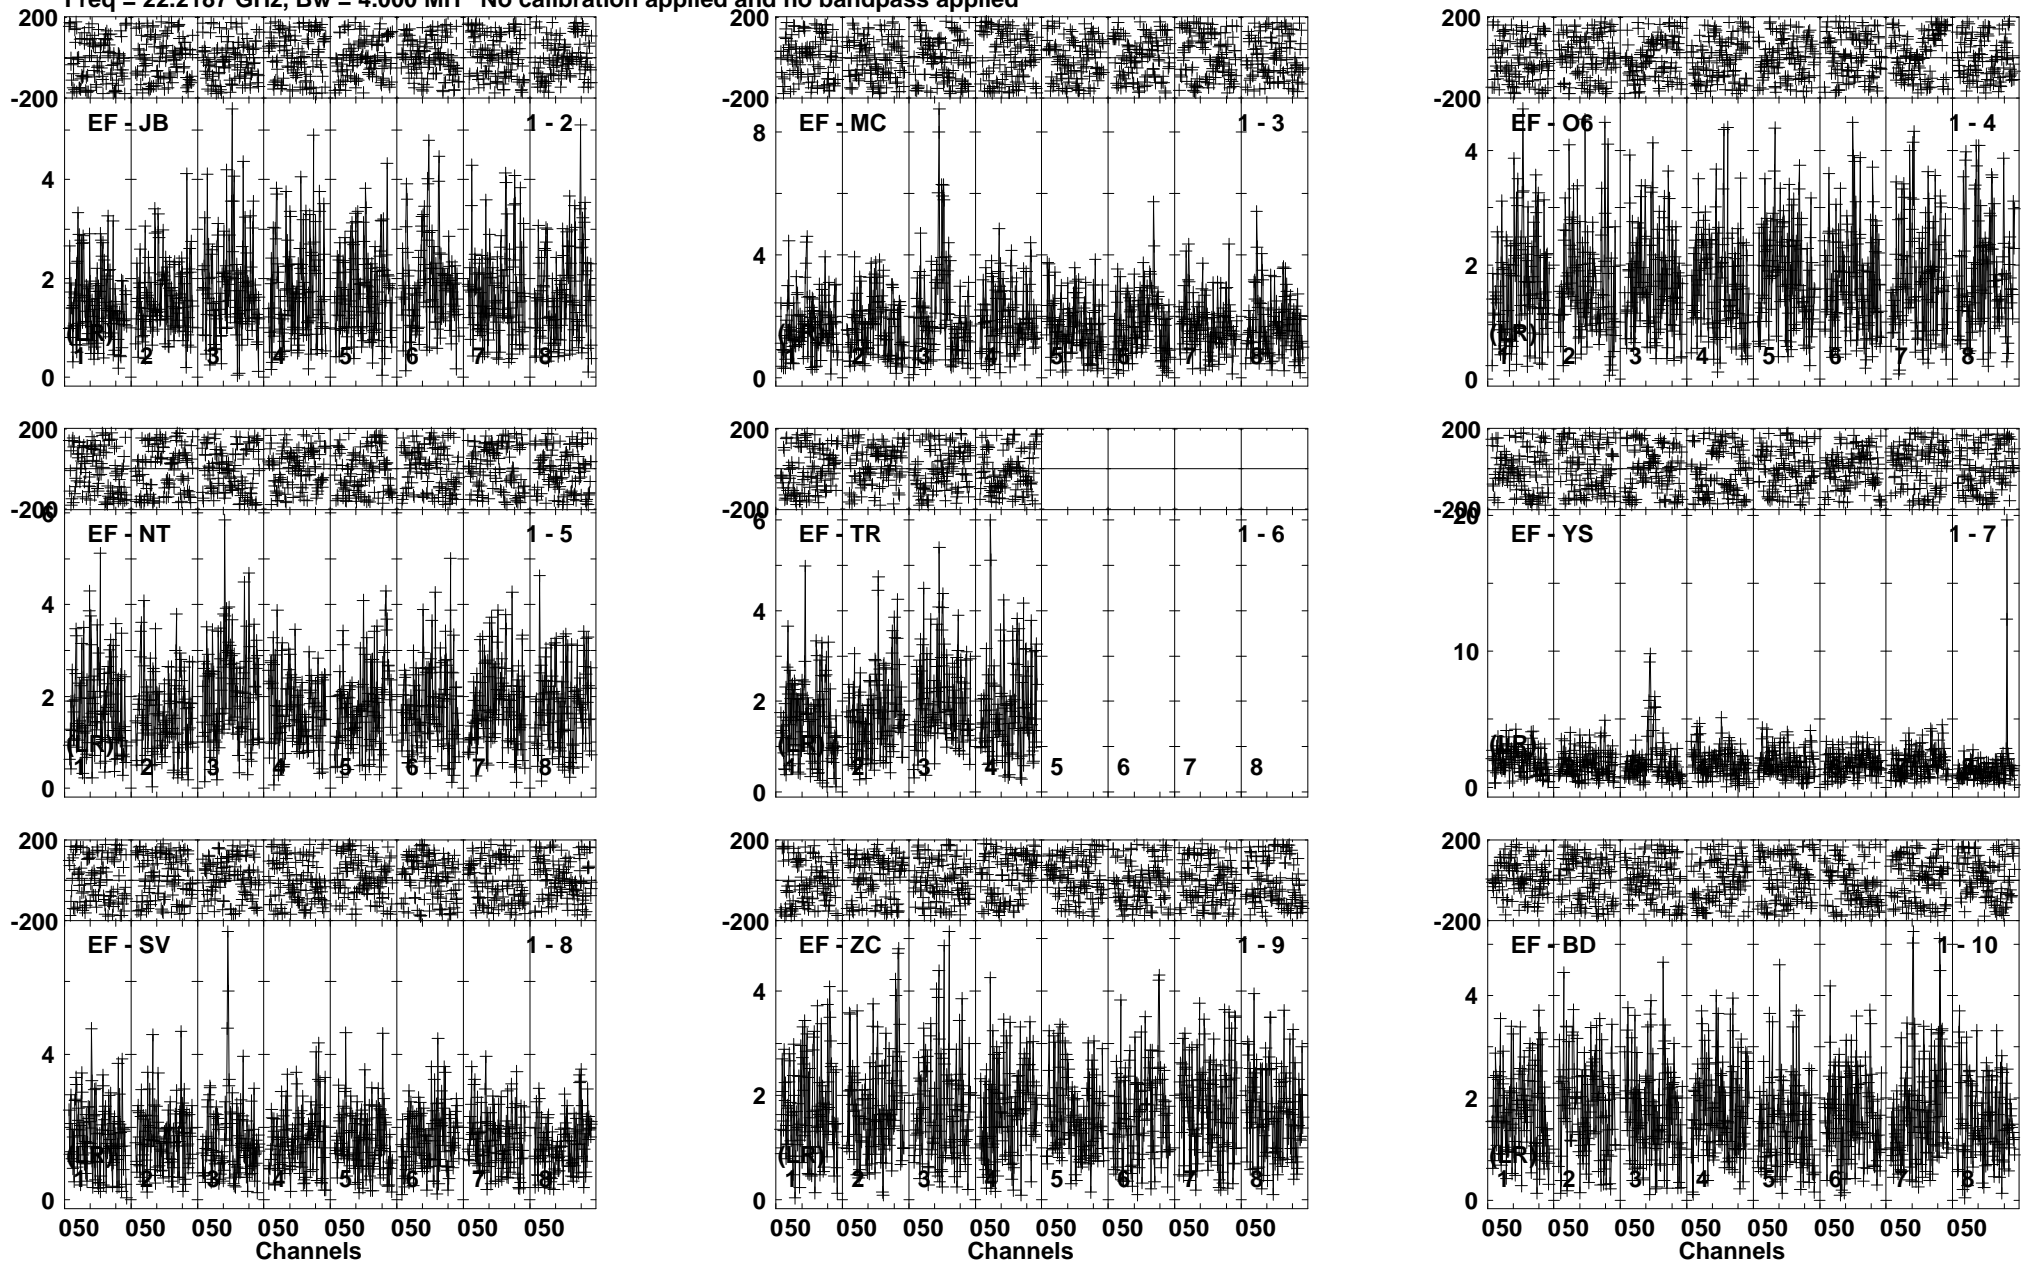 Freq = 22.2187 GHz, Bw = 4.000 MH No calibration applied and no bandpass applied
200 200 200
-200 -200 -200
EF - JB 1 - 2 EF - MC 1 - 3 EF - O6 1 - 4
4 2 0 8 4 0 4 2 0
(LR) (LR) (LR)
1 2 3 4 5 6 7 8 1 2 3 4 5 6 7 8 1 2 3 4 5 6 7 8
200 200 200
-200 -200 -200
6 6 20
EF - NT 1 - 5 EF - TR 1 - 6 EF - YS 1 - 7
4 2 0 4 2 0 10 0
(LR) (LR) (LR)
1 2 3 4 5 6 7 8 1 2 3 4 5 6 7 8 1 2 3 4 5 6 7 8
200 200 200
-200 -200 -200
EF - SV 1 - 8 EF - ZC 1 - 9 EF - BD 1 - 10
4 0 4 2 0 4 2 0
(LR) (LR) (LR)
1 2 3 4 5 6 7 8 1 2 3 4 5 6 7 8 1 2 3 4 5 6 7 8
050 050 050 050 050 050 050 050 050 050 050 050 050 050 050 050 050 050 050 050 050 050 050 050
Channels Channels Channels